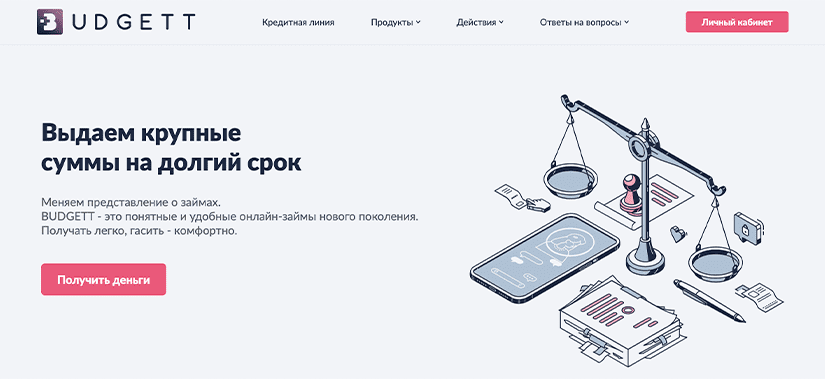 BUDGETT
Кредитная линия
Продукты
Действия
Ответы на вопросы
Личный кабинет
Выдаем крупные
суммы на долгий срок
Меняем представление о займах.
BUDGETT - это понятные и удобные онлайн-займы нового поколения.
Получать легко, гасить - комфортно.
Получить деньги